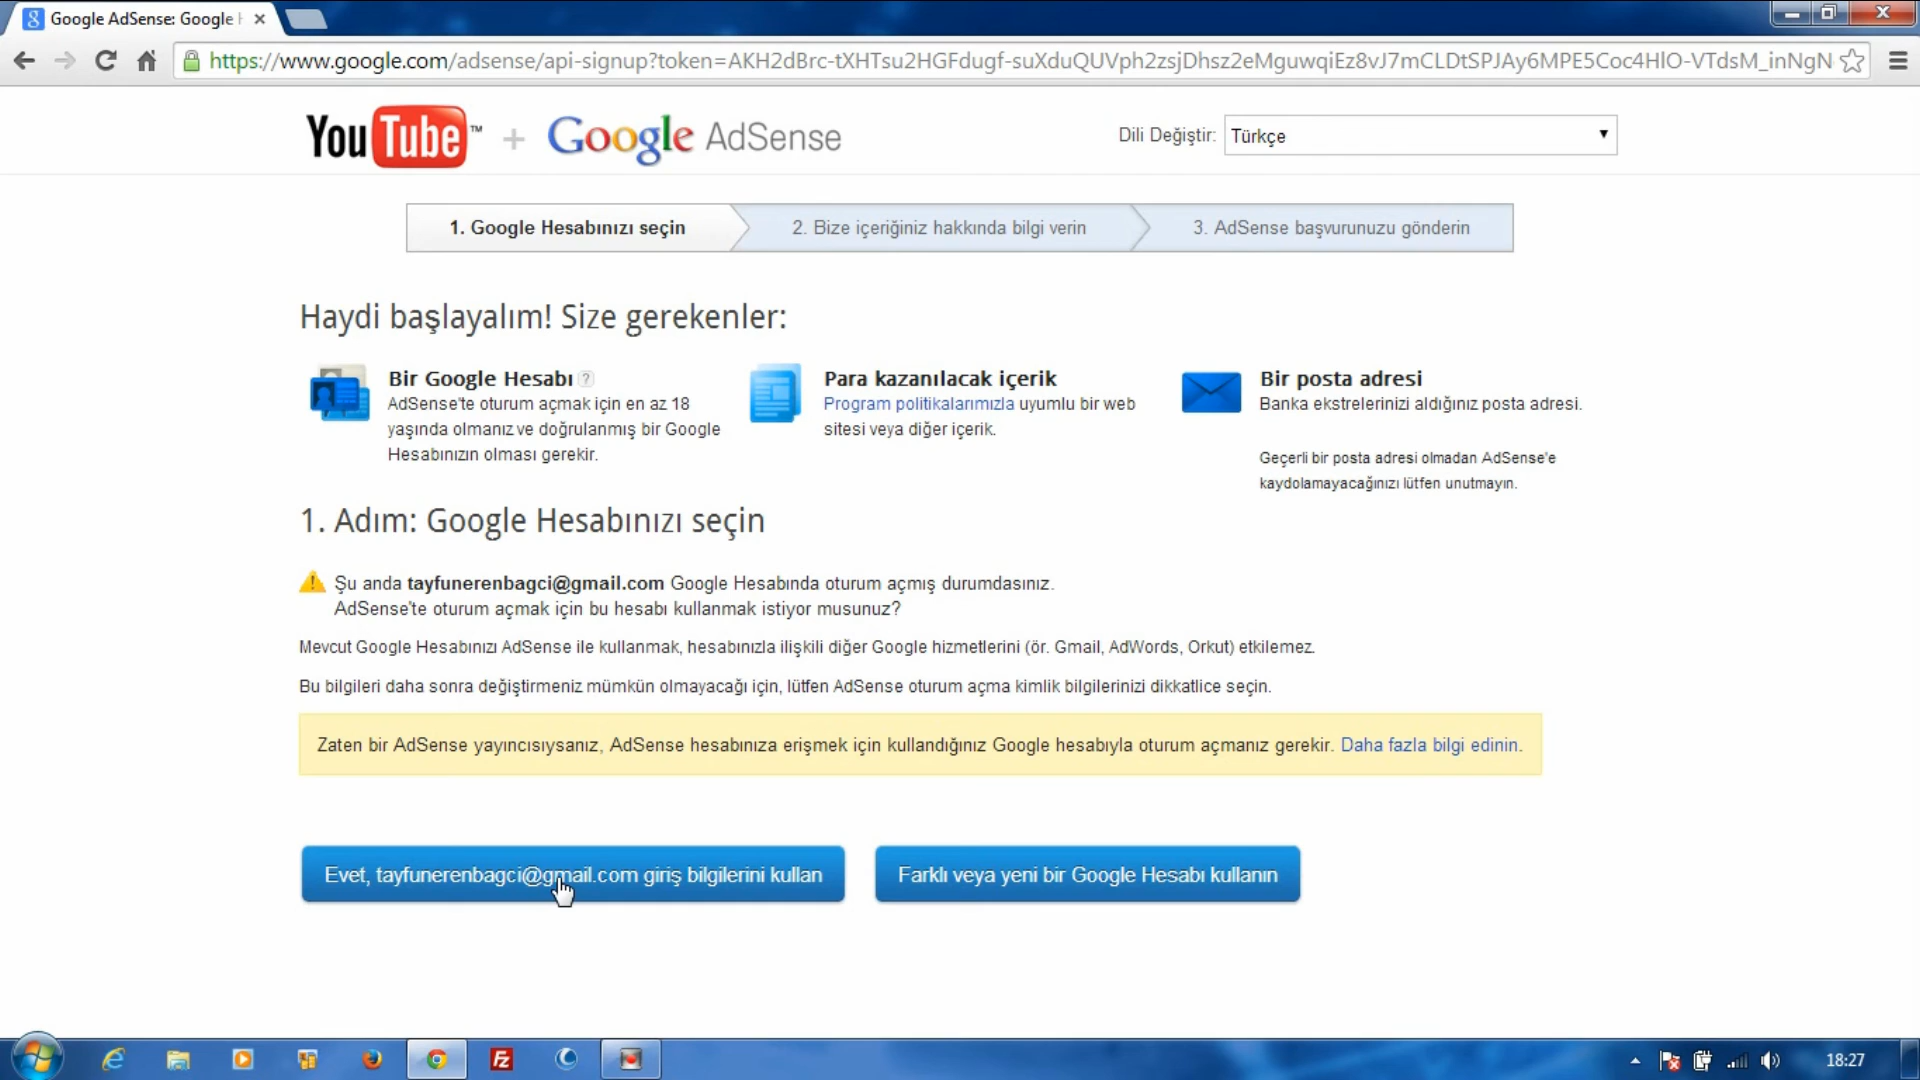 Google AdSense: Google H
https://www.google.com/adsense/api-signup?token=AKH2dBrc-tXHTsu2HGFdugf-suXduQUVph2zsjDhsz2eMguwqiEz8vJ7mCLDtSPJAy6MPE5Coc4HlO-VTdsM_inNgN
YouTube™ + Google AdSense
Dili Değiştir: Türkçe
1. Google Hesabınızı seçin
2. Bize içeriğiniz hakkında bilgi verin
3. AdSense başvurunuzu gönderin
Haydi başlayalım! Size gerekenler:
Bir Google Hesabı ?
AdSense'te oturum açmak için en az 18
yaşında olmanız ve doğrulanmış bir Google
Hesabınızın olması gerekir.
Para kazanılacak içerik
Program politikalarımızla uyumlu bir web
sitesi veya diğer içerik.
Bir posta adresi
Banka ekstrelerinizi aldığınız posta adresi.
Geçerli bir posta adresi olmadan AdSense'e
kaydolamayacağınızı lütfen unutmayın.
1. Adım: Google Hesabınızı seçin
Şu anda tayfunerenbagci@gmail.com Google Hesabında oturum açmış durumdasınız.
AdSense'te oturum açmak için bu hesabı kullanmak istiyor musunuz?
Mevcut Google Hesabınızı AdSense ile kullanmak, hesabınızla ilişkili diğer Google hizmetlerini (ör. Gmail, AdWords, Orkut) etkilemez.
Bu bilgileri daha sonra değiştirmeniz mümkün olmayacağı için, lütfen AdSense oturum açma kimlik bilgilerinizi dikkatlice seçin.
Zaten bir AdSense yayıncısıysanız, AdSense hesabınıza erişmek için kullandığınız Google hesabıyla oturum açmanız gerekir. Daha fazla bilgi edinin.
Evet, tayfunerenbagci@gmail.com giriş bilgilerini kullan
Farklı veya yeni bir Google Hesabı kullanın
18:27